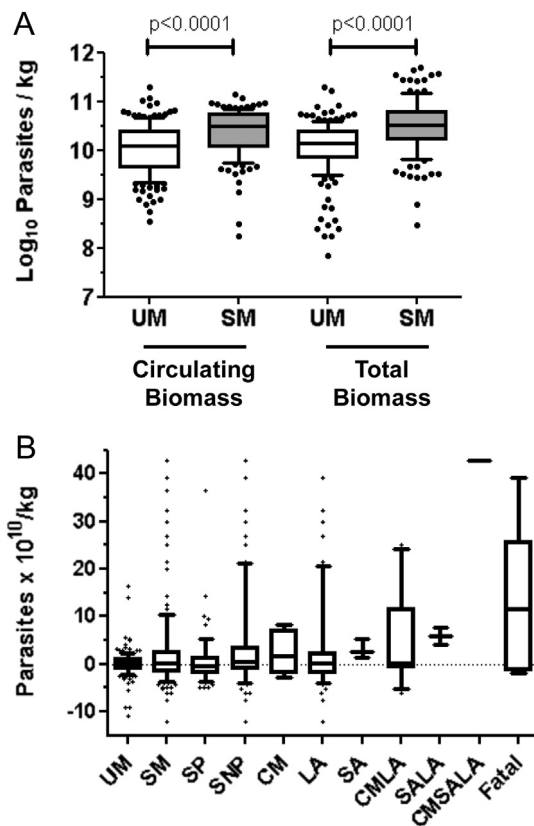 A
p<0.0001 p<0.0001
12
11
10
9
8
7
Log10 Parasites / kg
UM SM UM SM
Circulating Total
Biomass Biomass
B
40
30
20
10
0
-10
Parasites x 10^10/kg
UM SM SP SNP CM LA SA CMLA SALA CMSALA Fatal